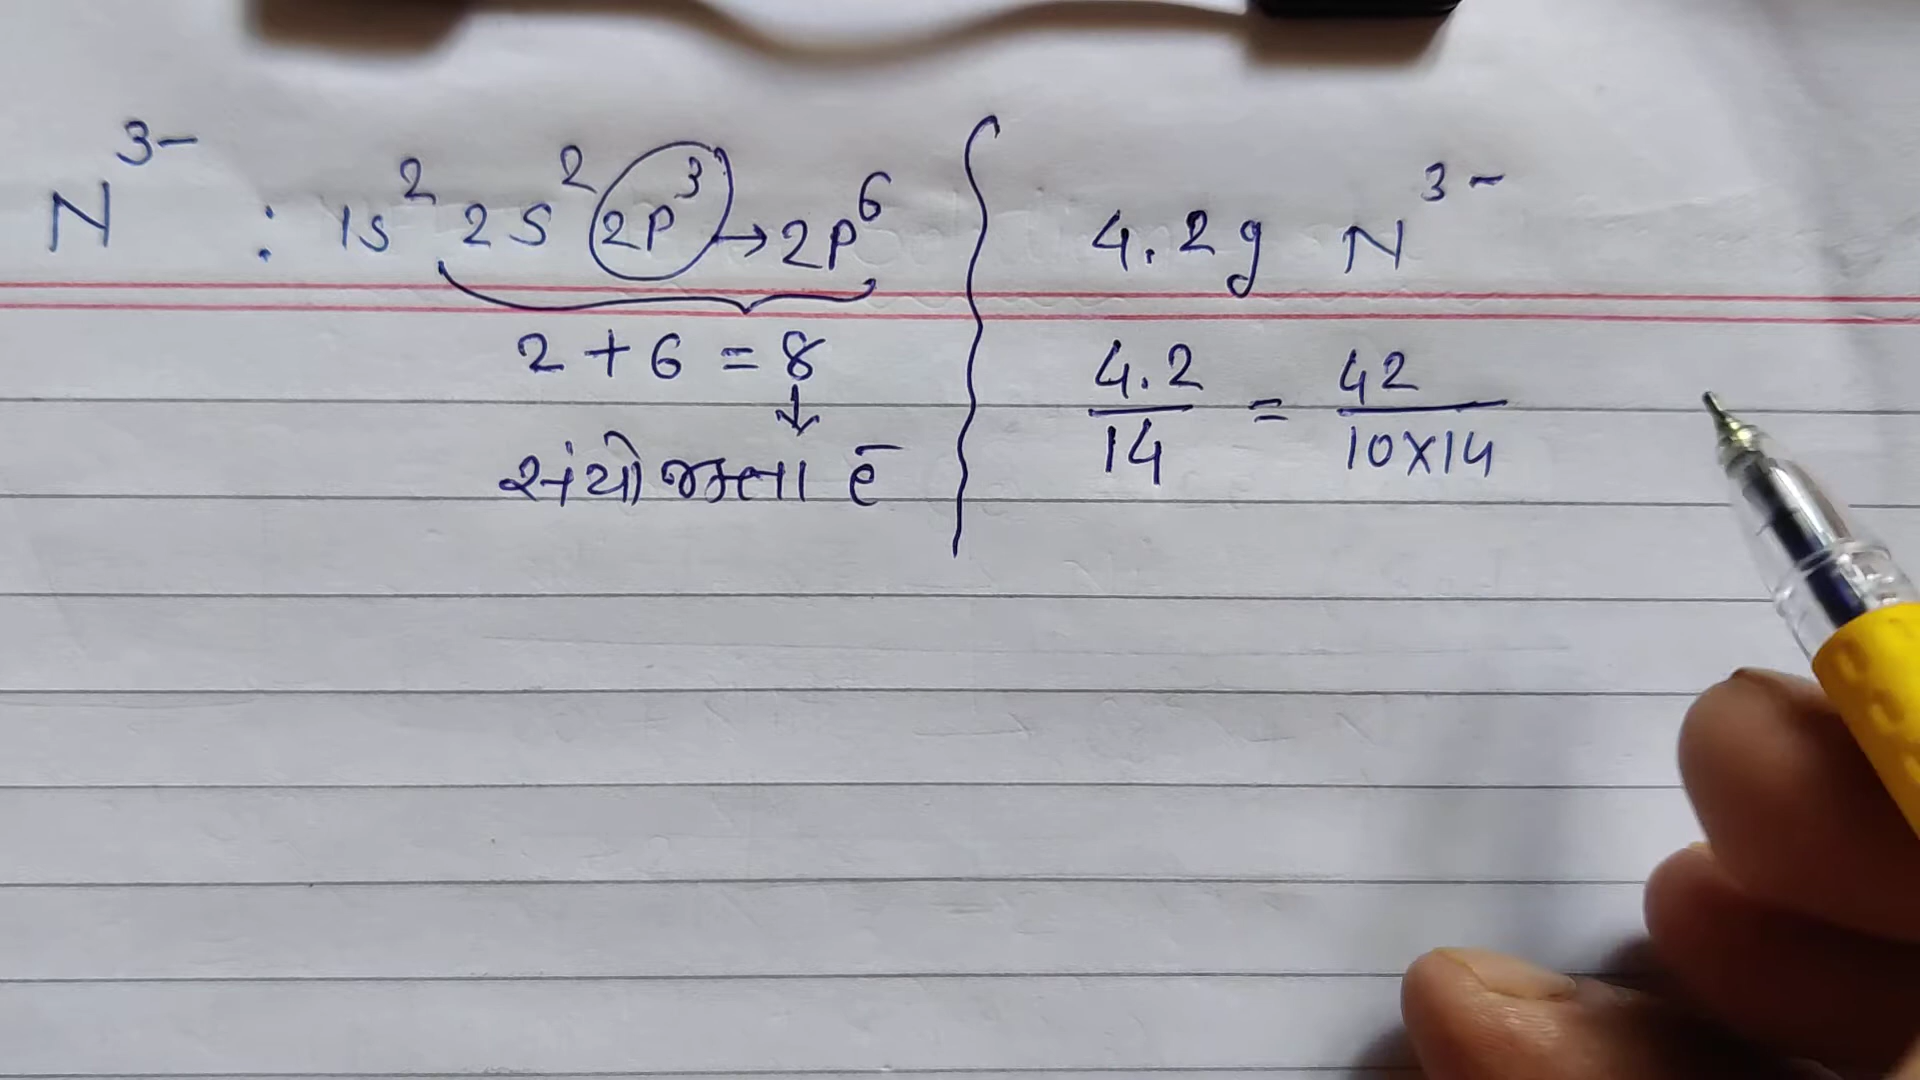 N³⁻ : 1s² 2s² 2p³ → 2p⁶
2 + 6 = 8
↓
સંયોજકતા ē
4.2g N³⁻
4.2/14 = 42/10×14